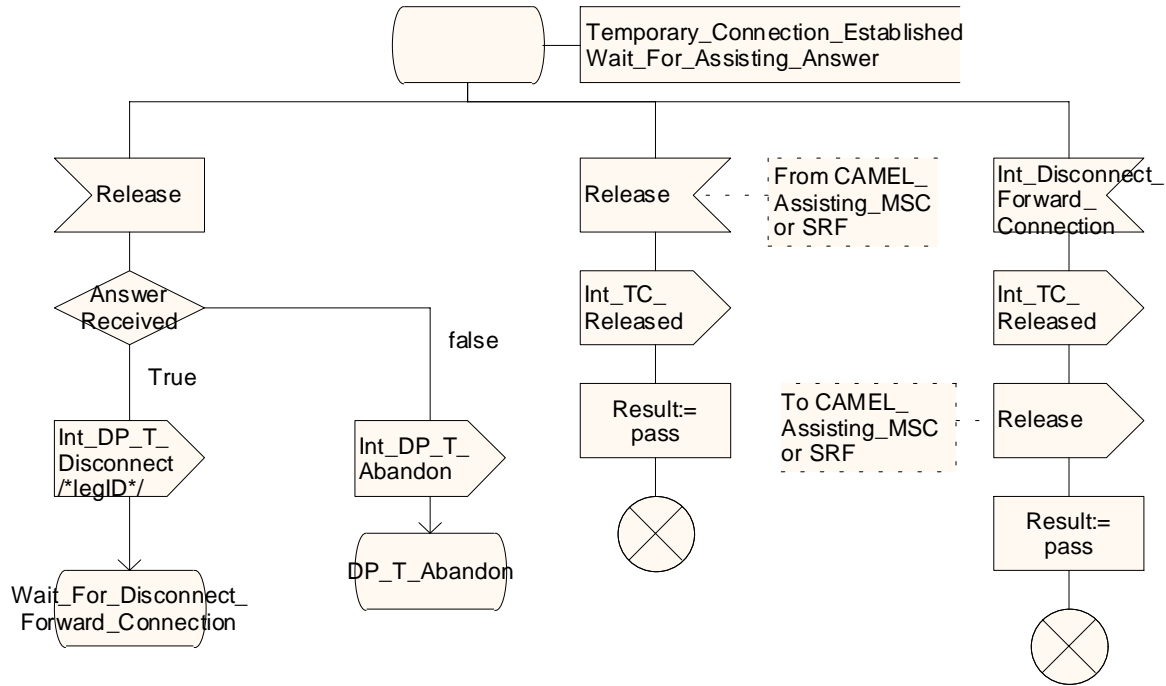 Temporary_Connection_Established
Wait_For_Assisting_Answer
Release
Answer
Received
True
false
Int_DP_T_
Disconnect
/*legID*/
Wait_For_Disconnect_
Forward_Connection
Int_DP_T_
Abandon
DP_T_Abandon
Release
From CAMEL_
Assisting_MSC
or SRF
Int_TC_
Released
Result:=
pass
Int_Disconnect_
Forward_
Connection
Int_TC_
Released
To CAMEL_
Assisting_MSC
or SRF
Release
Result:=
pass